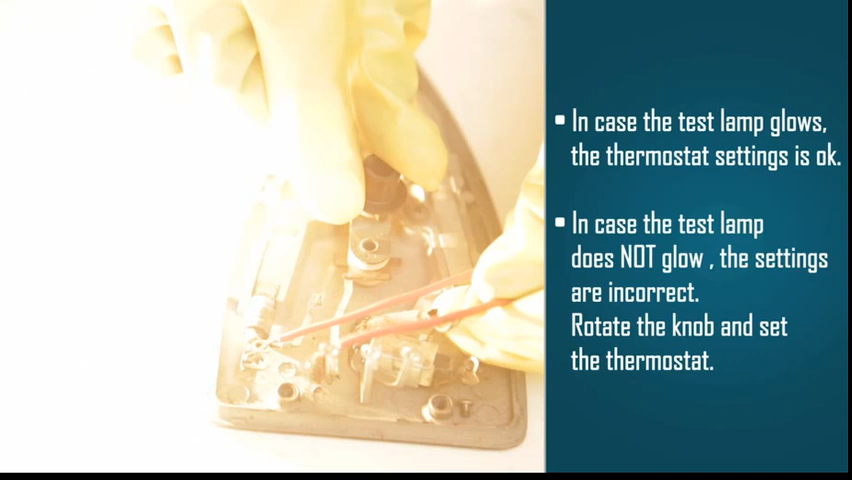 ▪ In case the test lamp glows,
the thermostat settings is ok.
▪ In case the test lamp
does NOT glow , the settings
are incorrect.
Rotate the knob and set
the thermostat.